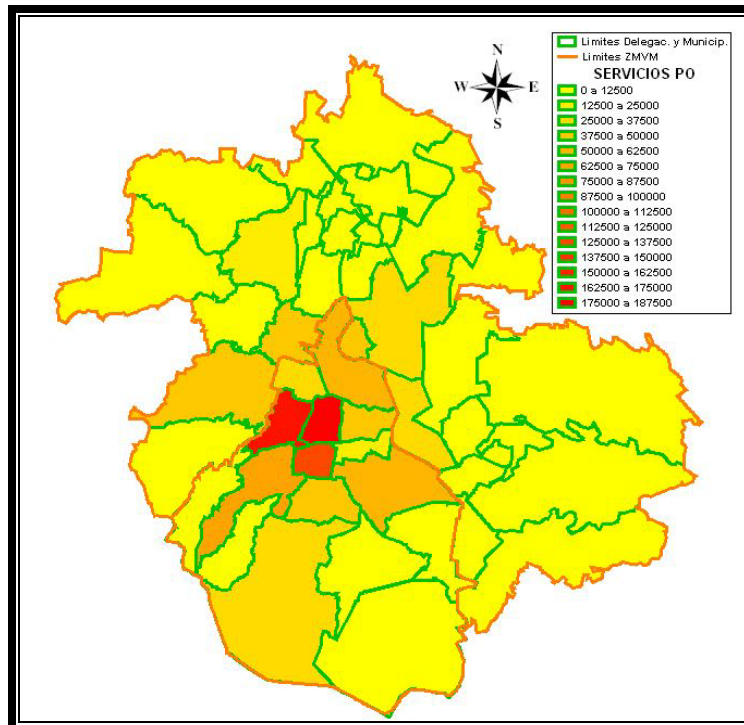 N
W E
S
Limites Delegac. y Municip.
Limites ZMVM
SERVICIOS PO
0 a 12500
12500 a 25000
25000 a 37500
37500 a 50000
50000 a 62500
62500 a 75000
75000 a 87500
87500 a 100000
100000 a 112500
112500 a 125000
125000 a 137500
137500 a 150000
150000 a 162500
162500 a 175000
175000 a 187500